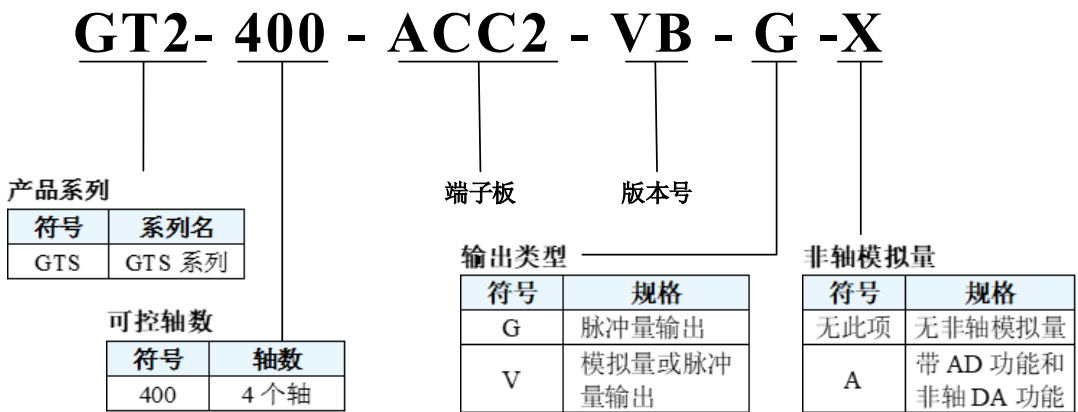 GT2- 400 - ACC2 - VB - G -X
产品系列
符号 系列名
GTS GTS 系列
可控轴数
符号 轴数
400 4 个轴
端子板
版本号
输出类型
符号 规格
G 脉冲量输出
V 模拟量或脉冲
量输出
非轴模拟量
符号 规格
无此项 无非轴模拟量
A 带 AD 功能和
非轴 DA 功能